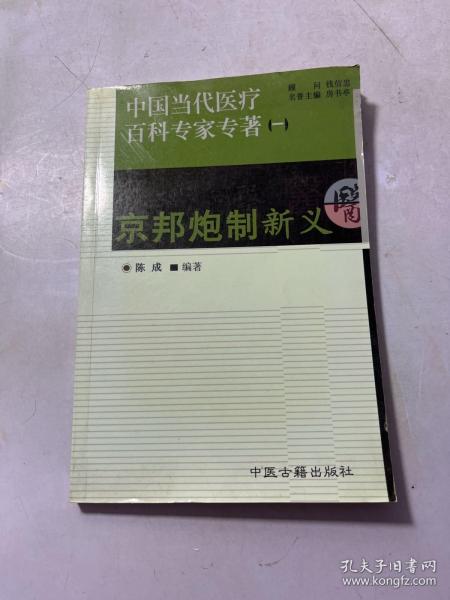 中国当代医疗
百科专家专著(一)
顾 问 钱信忠
名誉主编 房书亭
醫
京邦炮制新义
陈成 编著
中医古籍出版社
孔夫子旧书网
www.kongfz.com